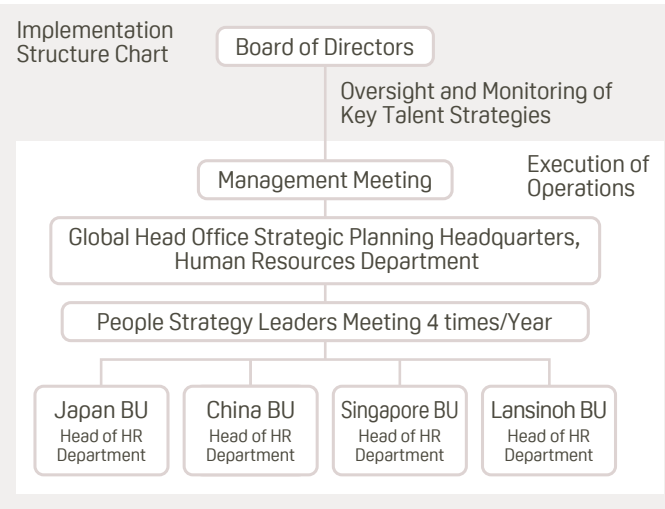 Implementation
Structure Chart
Board of Directors
Oversight and Monitoring of
Key Talent Strategies
Execution of
Operations
Management Meeting
Global Head Office Strategic Planning Headquarters,
Human Resources Department
People Strategy Leaders Meeting 4 times/Year
Japan BU
Head of HR
Department
China BU
Head of HR
Department
Singapore BU
Head of HR
Department
Lansinoh BU
Head of HR
Department